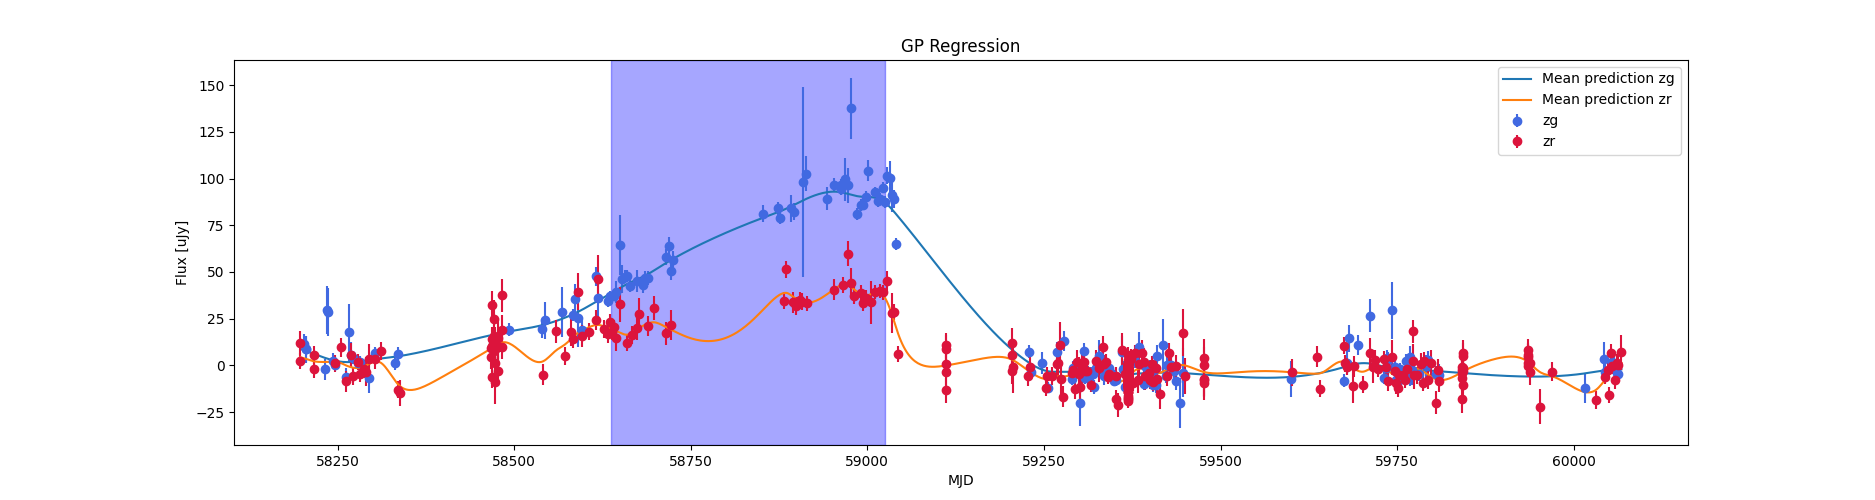 GP Regression
150
125
100
75
50
25
0
−25
Flux [uJy]
58250
58500
58750
59000
59250
59500
59750
60000
MJD
Mean prediction zg
Mean prediction zr
zg
zr